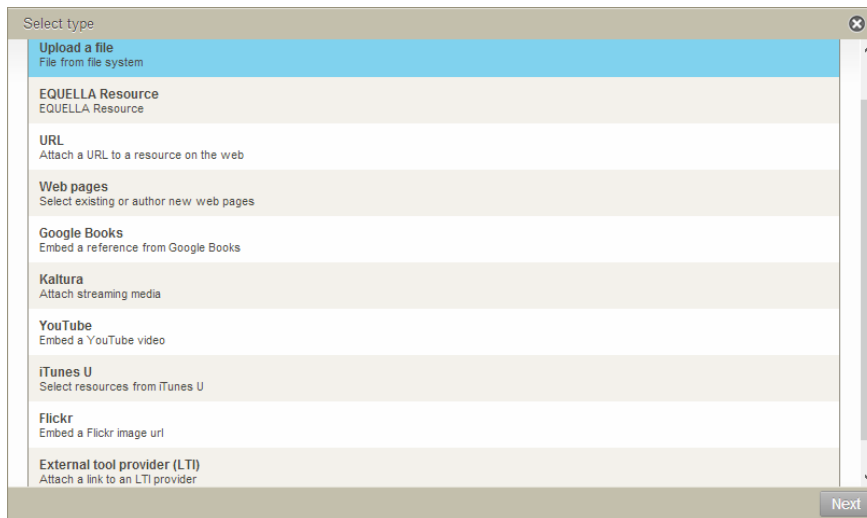 Select type
Upload a file
File from file system
EQUELLA Resource
EQUELLA Resource
URL
Attach a URL to a resource on the web
Web pages
Select existing or author new web pages
Google Books
Embed a reference from Google Books
Kaltura
Attach streaming media
YouTube
Embed a YouTube video
iTunes U
Select resources from iTunes U
Flickr
Embed a Flickr image url
External tool provider (LTI)
Attach a link to an LTI provider
Next